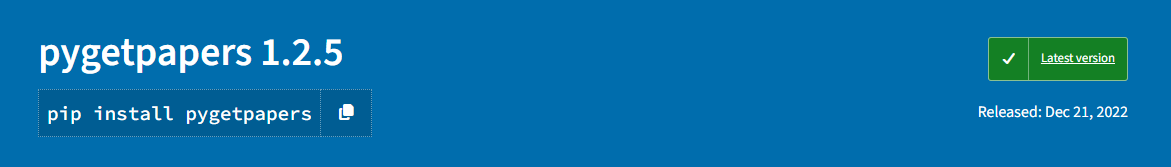 pygetpapers 1.2.5
Latest version
pip install pygetpapers
Released: Dec 21, 2022